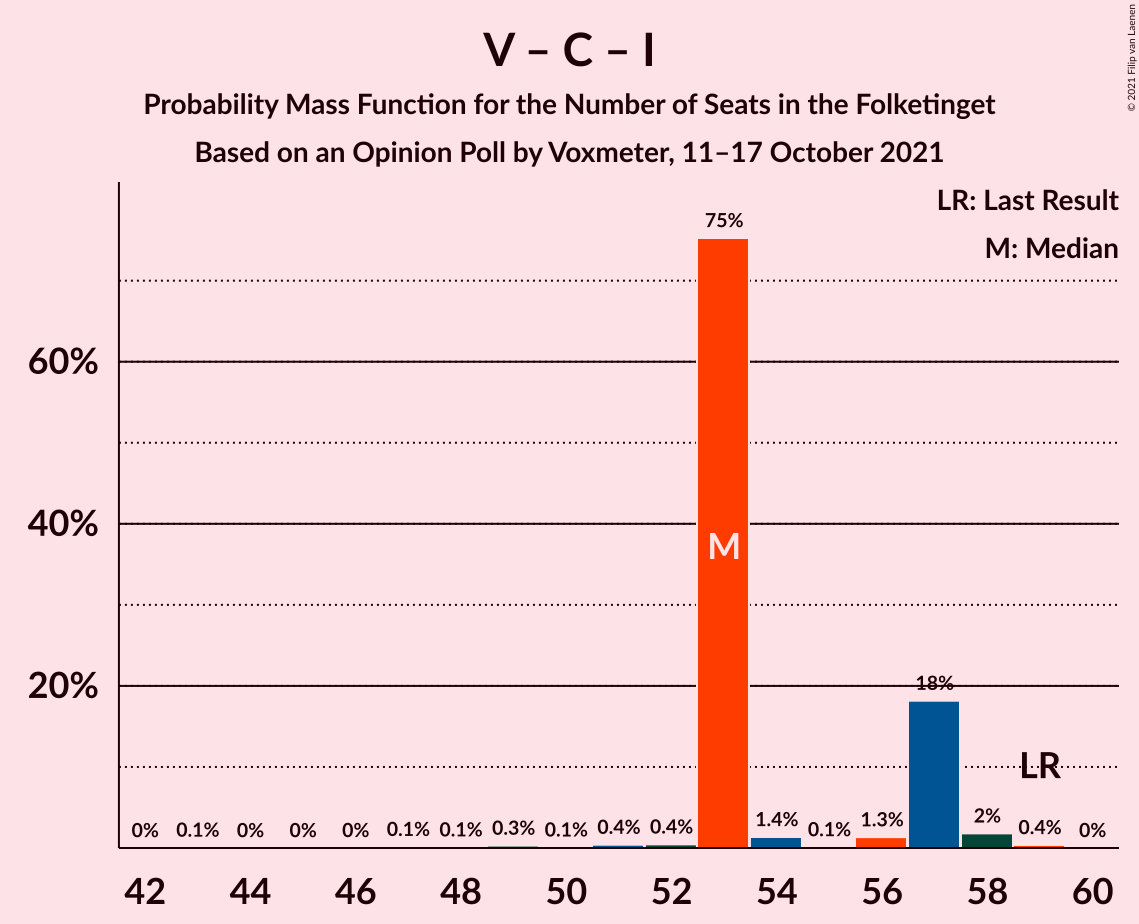 V – C – I
Probability Mass Function for the Number of Seats in the Folketinget
Based on an Opinion Poll by Voxmeter, 11–17 October 2021
© 2021 Filip van Laenen
LR: Last Result
M: Median
60%
40%
20%
0% 0.1% 0% 0% 0% 0.1% 0.1% 0.3% 0.1% 0.4% 0.4% 75% 1.4% 0.1% 1.3% 18% 2% 0.4% 0%
M
LR
42 44 46 48 50 52 54 56 58 60